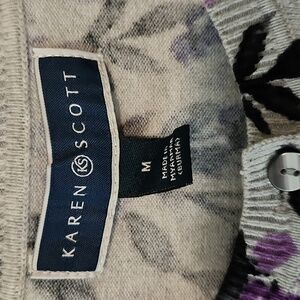 KAREN KS SCOTT
M
MADE IN
MYANMAR
(BURMA)